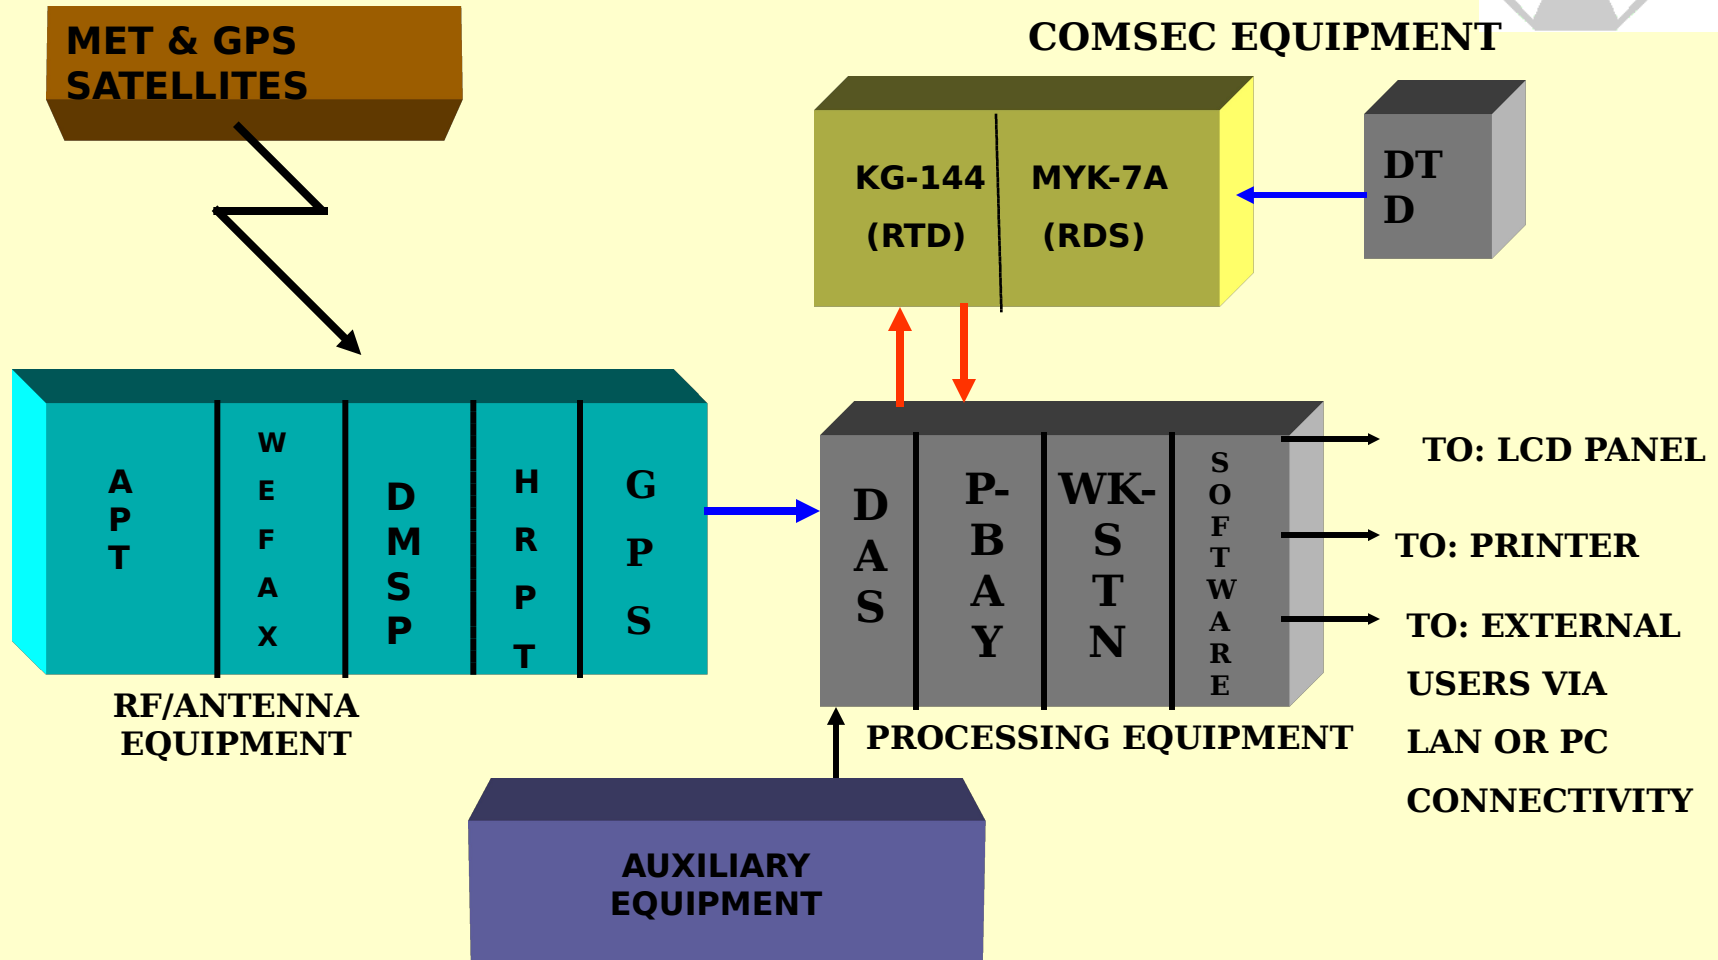 MET & GPS
SATELLITES
COMSEC EQUIPMENT
KG-144
(RTD)
MYK-7A
(RDS)
DT
D
A
P
T
W
E
F
A
X
D
M
S
P
H
R
P
T
G
P
S
RF/ANTENNA
EQUIPMENT
D
A
S
P-
B
A
Y
WK-
S
T
N
S
O
F
T
W
A
R
E
PROCESSING EQUIPMENT
TO: LCD PANEL
TO: PRINTER
TO: EXTERNAL
USERS VIA
LAN OR PC
CONNECTIVITY
AUXILIARY
EQUIPMENT